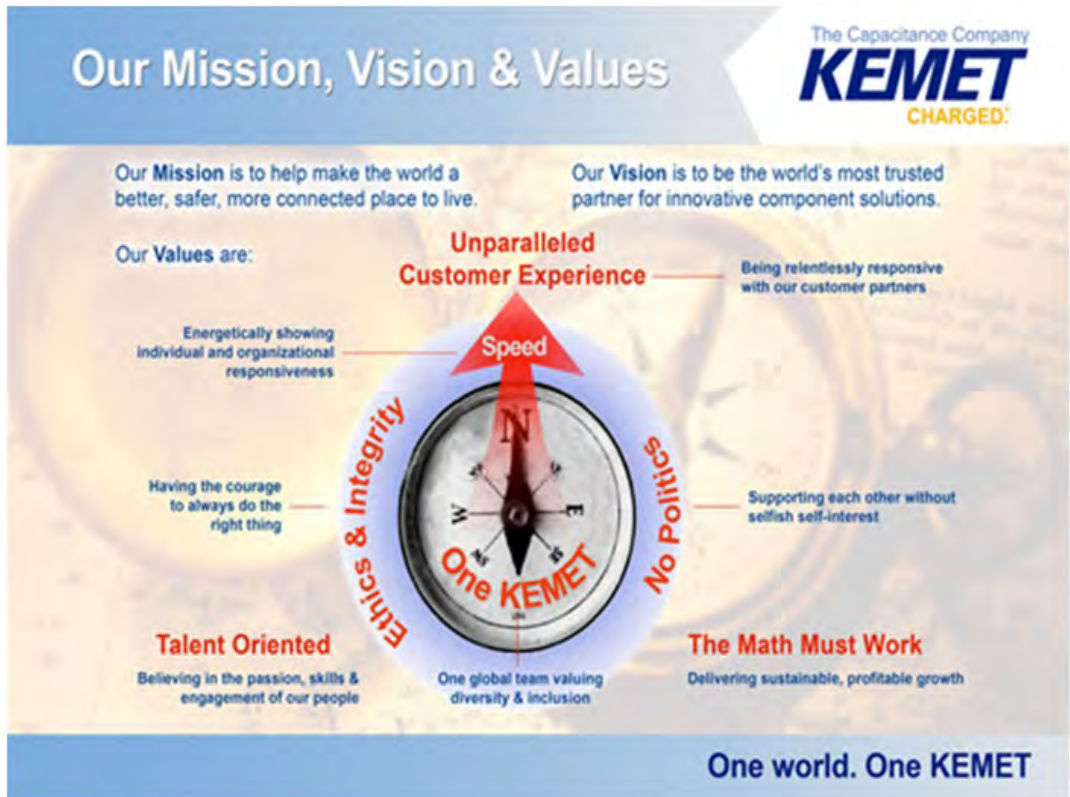 Our Mission, Vision & Values
The Capacitance Company
KEMET
CHARGED.
Our Mission is to help make the world a
better, safer, more connected place to live.
Our Vision is to be the world's most trusted
partner for innovative component solutions.
Our Values are:
Unparalleled
Customer Experience
Being relentlessly responsive
with our customer partners
Energetically showing
individual and organizational
responsiveness
Speed
Ethics & Integrity
Having the courage
to always do the
right thing
N
W
E
SW
SE
One KEMET
No Politics
Supporting each other without
selfish self-interest
Talent Oriented
Believing in the passion, skills &
engagement of our people
One global team valuing
diversity & inclusion
The Math Must Work
Delivering sustainable, profitable growth
One world. One KEMET